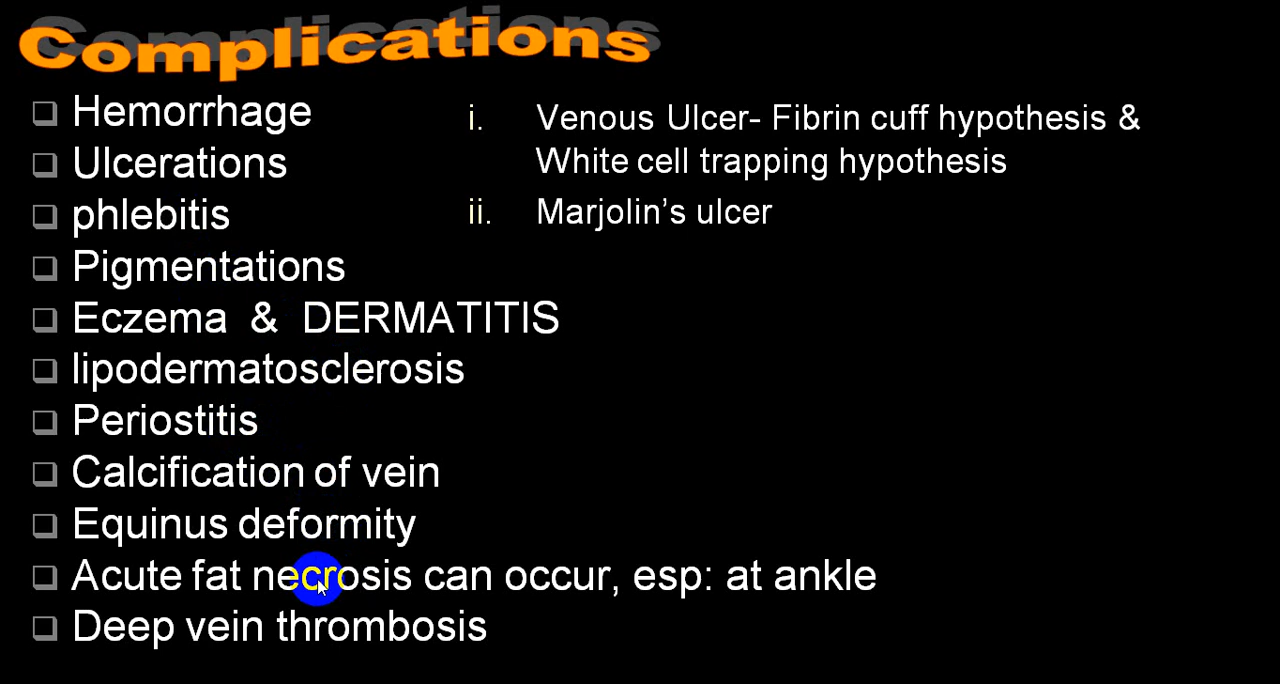 Complications
Hemorrhage
Ulcerations
phlebitis
Pigmentations
Eczema & DERMATITIS
lipodermatosclerosis
Periostitis
Calcification of vein
Equinus deformity
Acute fat necrosis can occur, esp: at ankle
Deep vein thrombosis
i. Venous Ulcer- Fibrin cuff hypothesis &
White cell trapping hypothesis
ii. Marjolin’s ulcer